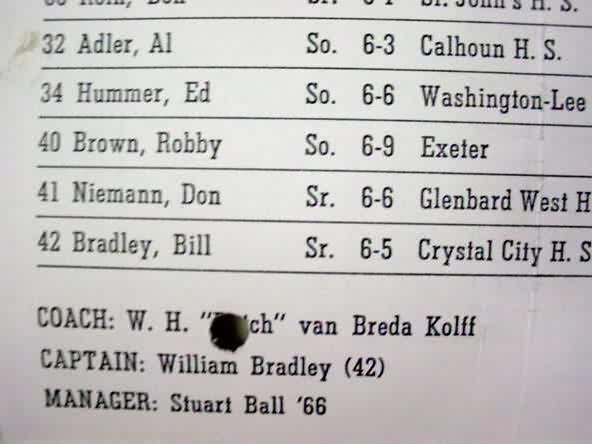 32 Adler, Al So. 6-3 Calhoun H. S.
34 Hummer, Ed So. 6-6 Washington-Lee
40 Brown, Robby So. 6-9 Exeter
41 Niemann, Don Sr. 6-6 Glenbard West H
42 Bradley, Bill Sr. 6-5 Crystal City H. S
COACH: W. H. " ch" van Breda Kolff
CAPTAIN: William Bradley (42)
MANAGER: Stuart Ball '66